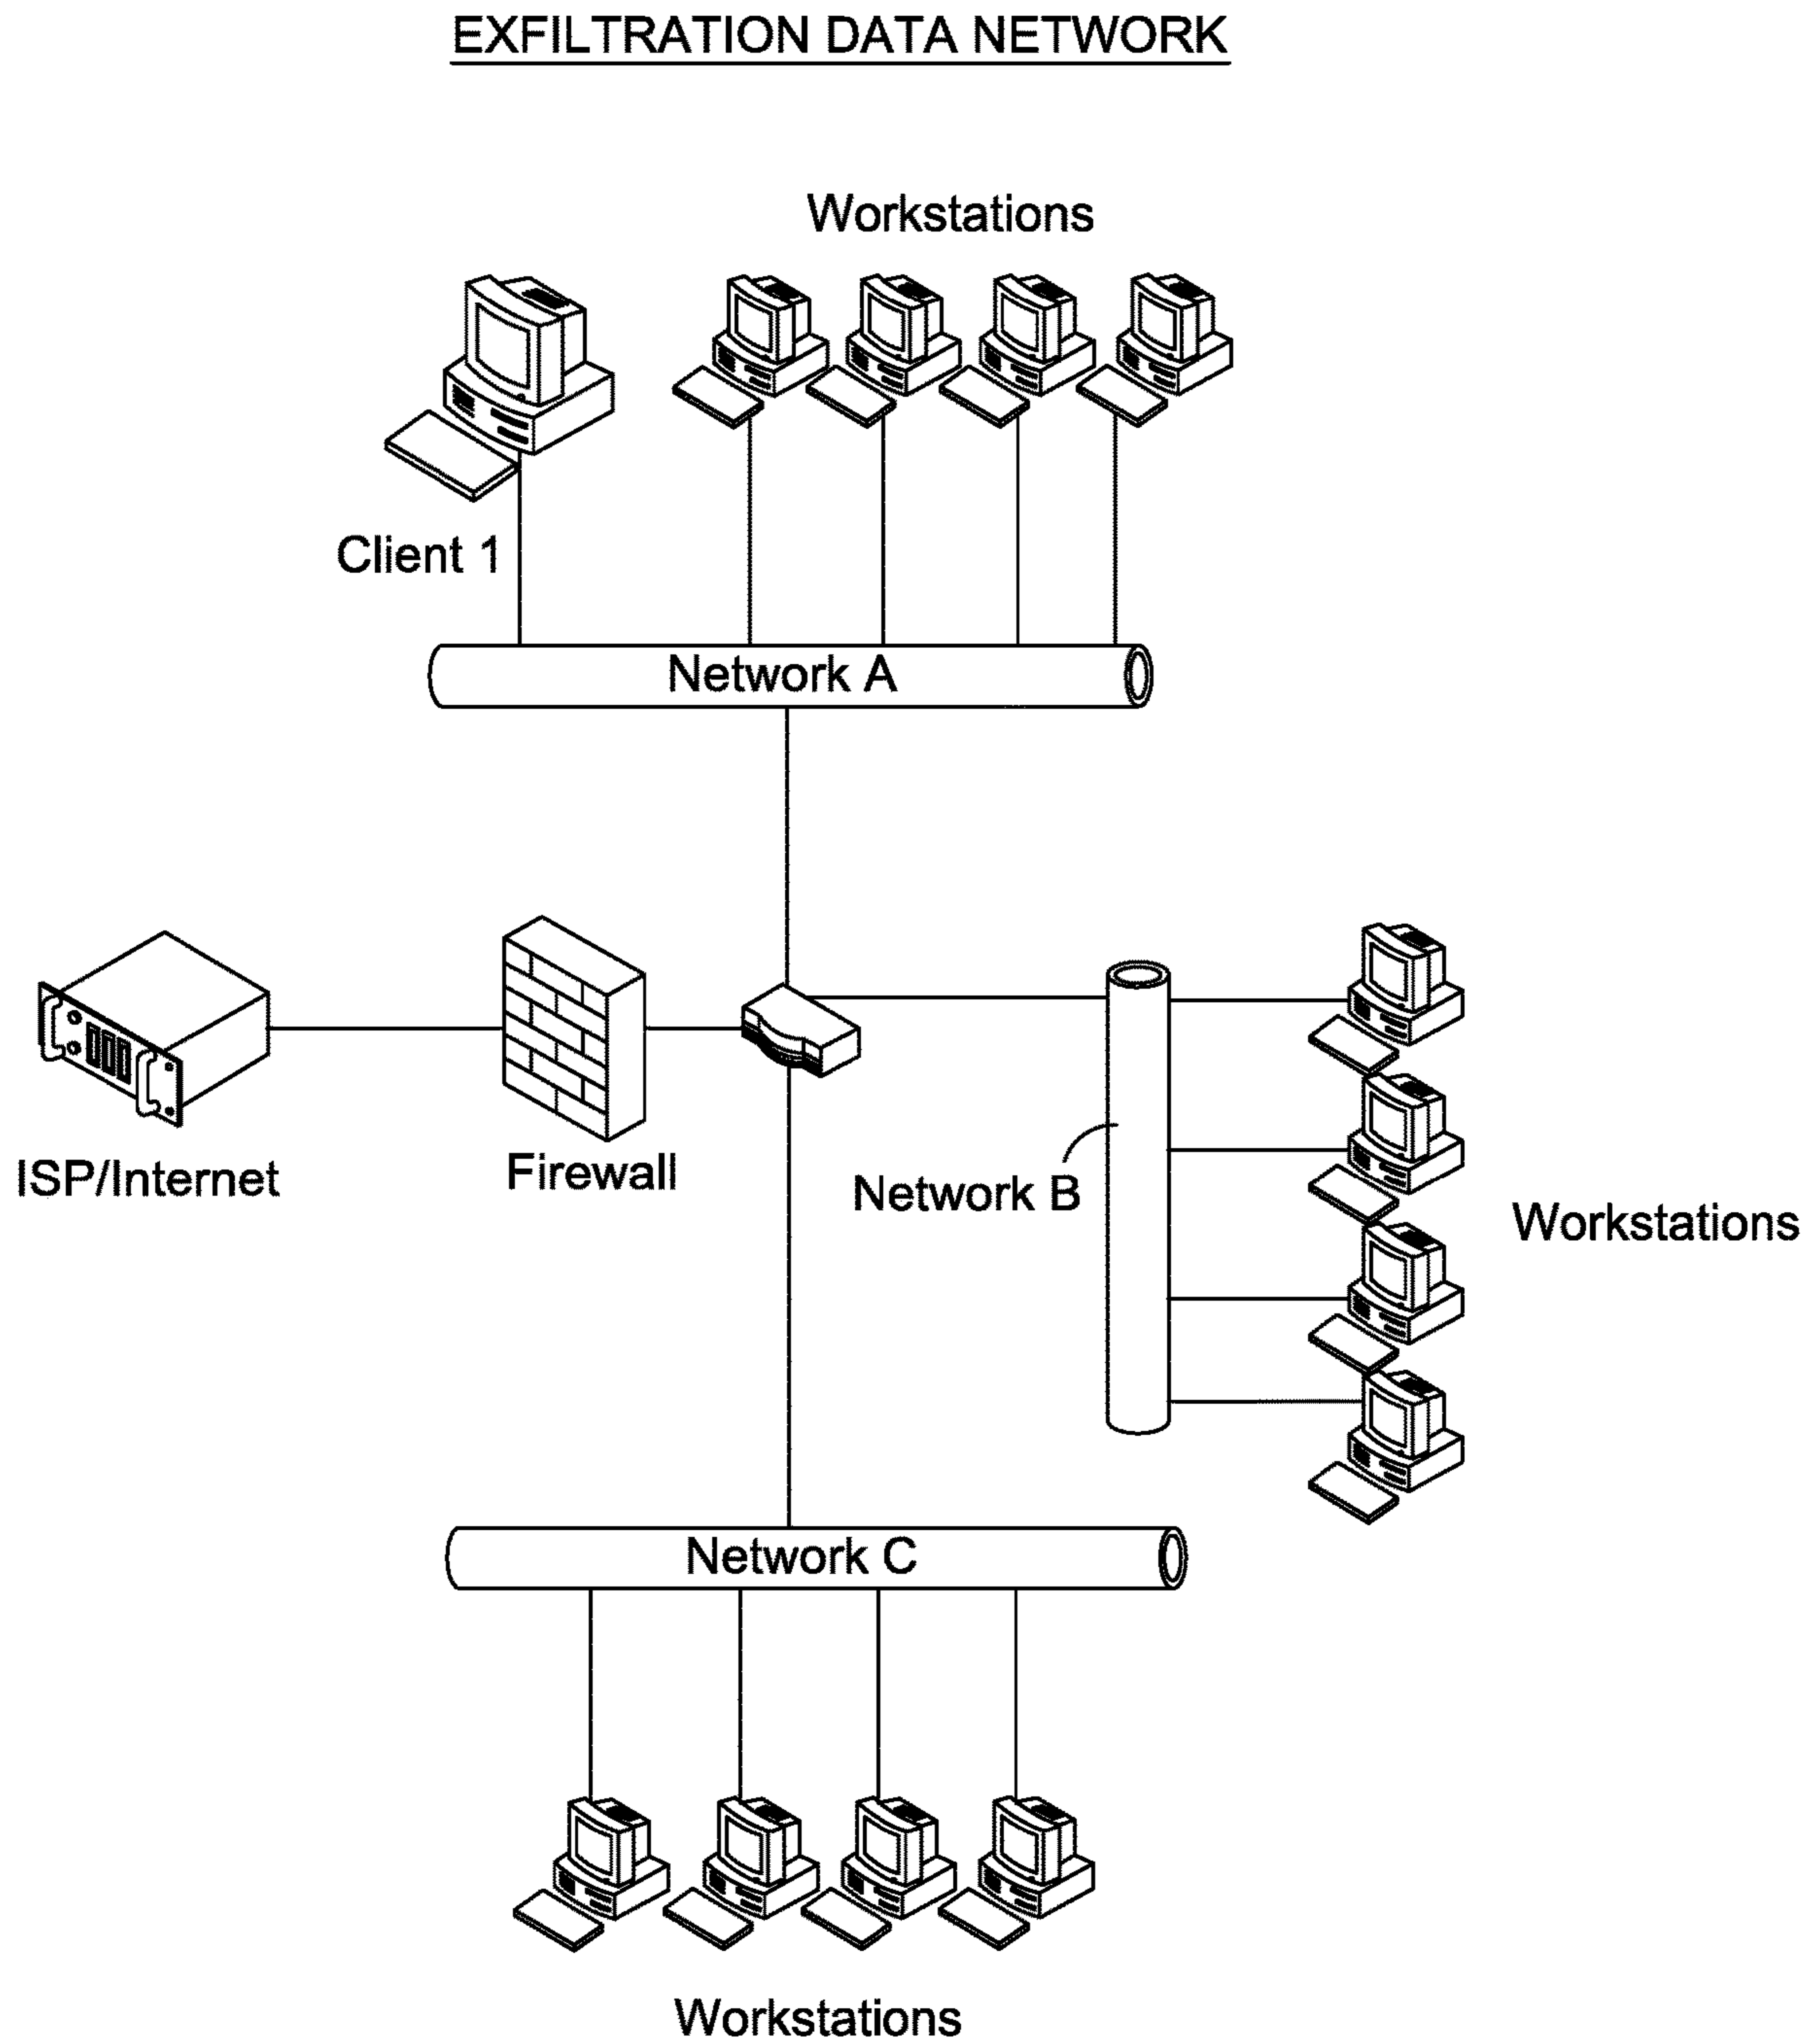 EXFILTRATION DATA NETWORK
Workstations
Client 1
Network A
ISP/Internet
Firewall
Network B
Workstations
Network C
Workstations